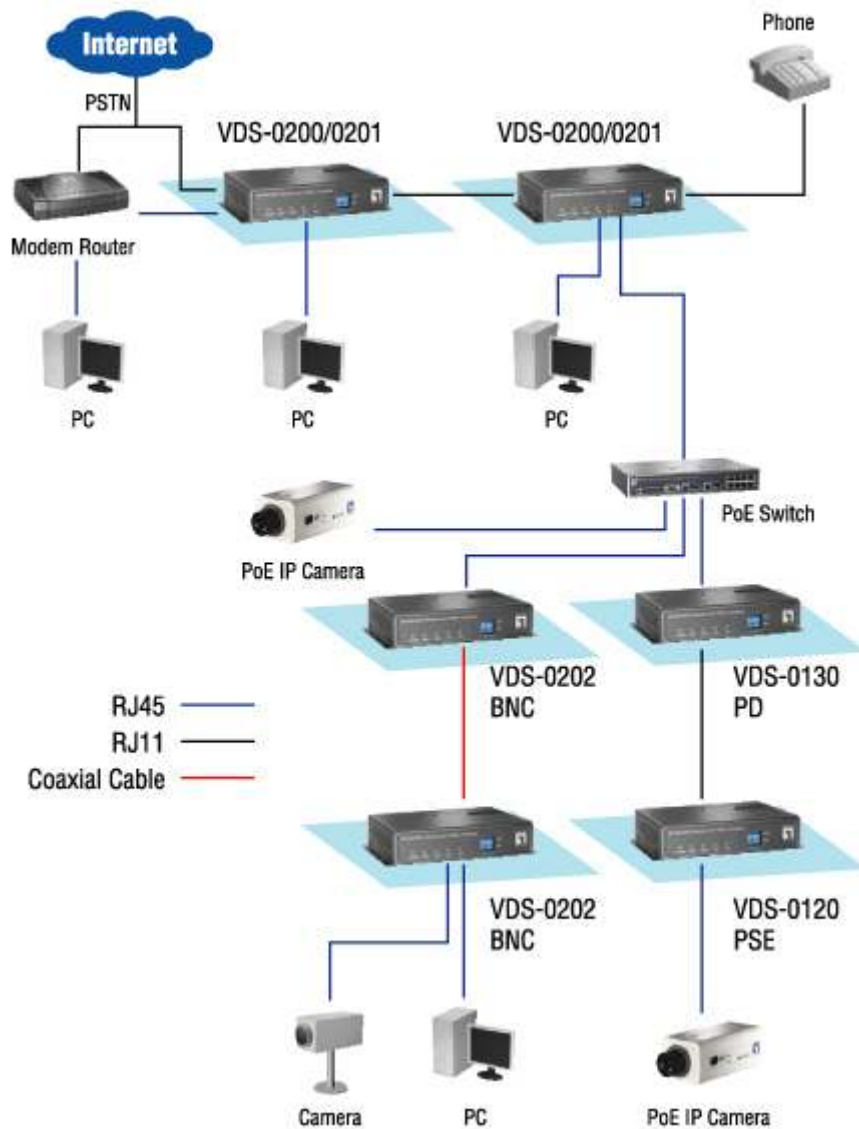 Internet
Phone
PSTN
VDS-0200/0201
VDS-0200/0201
Modem Router
PC
PC
PC
PoE Switch
PoE IP Camera
VDS-0202
BNC
VDS-0130
PD
RJ45
RJ11
Coaxial Cable
VDS-0202
BNC
VDS-0120
PSE
Camera
PC
PoE IP Camera